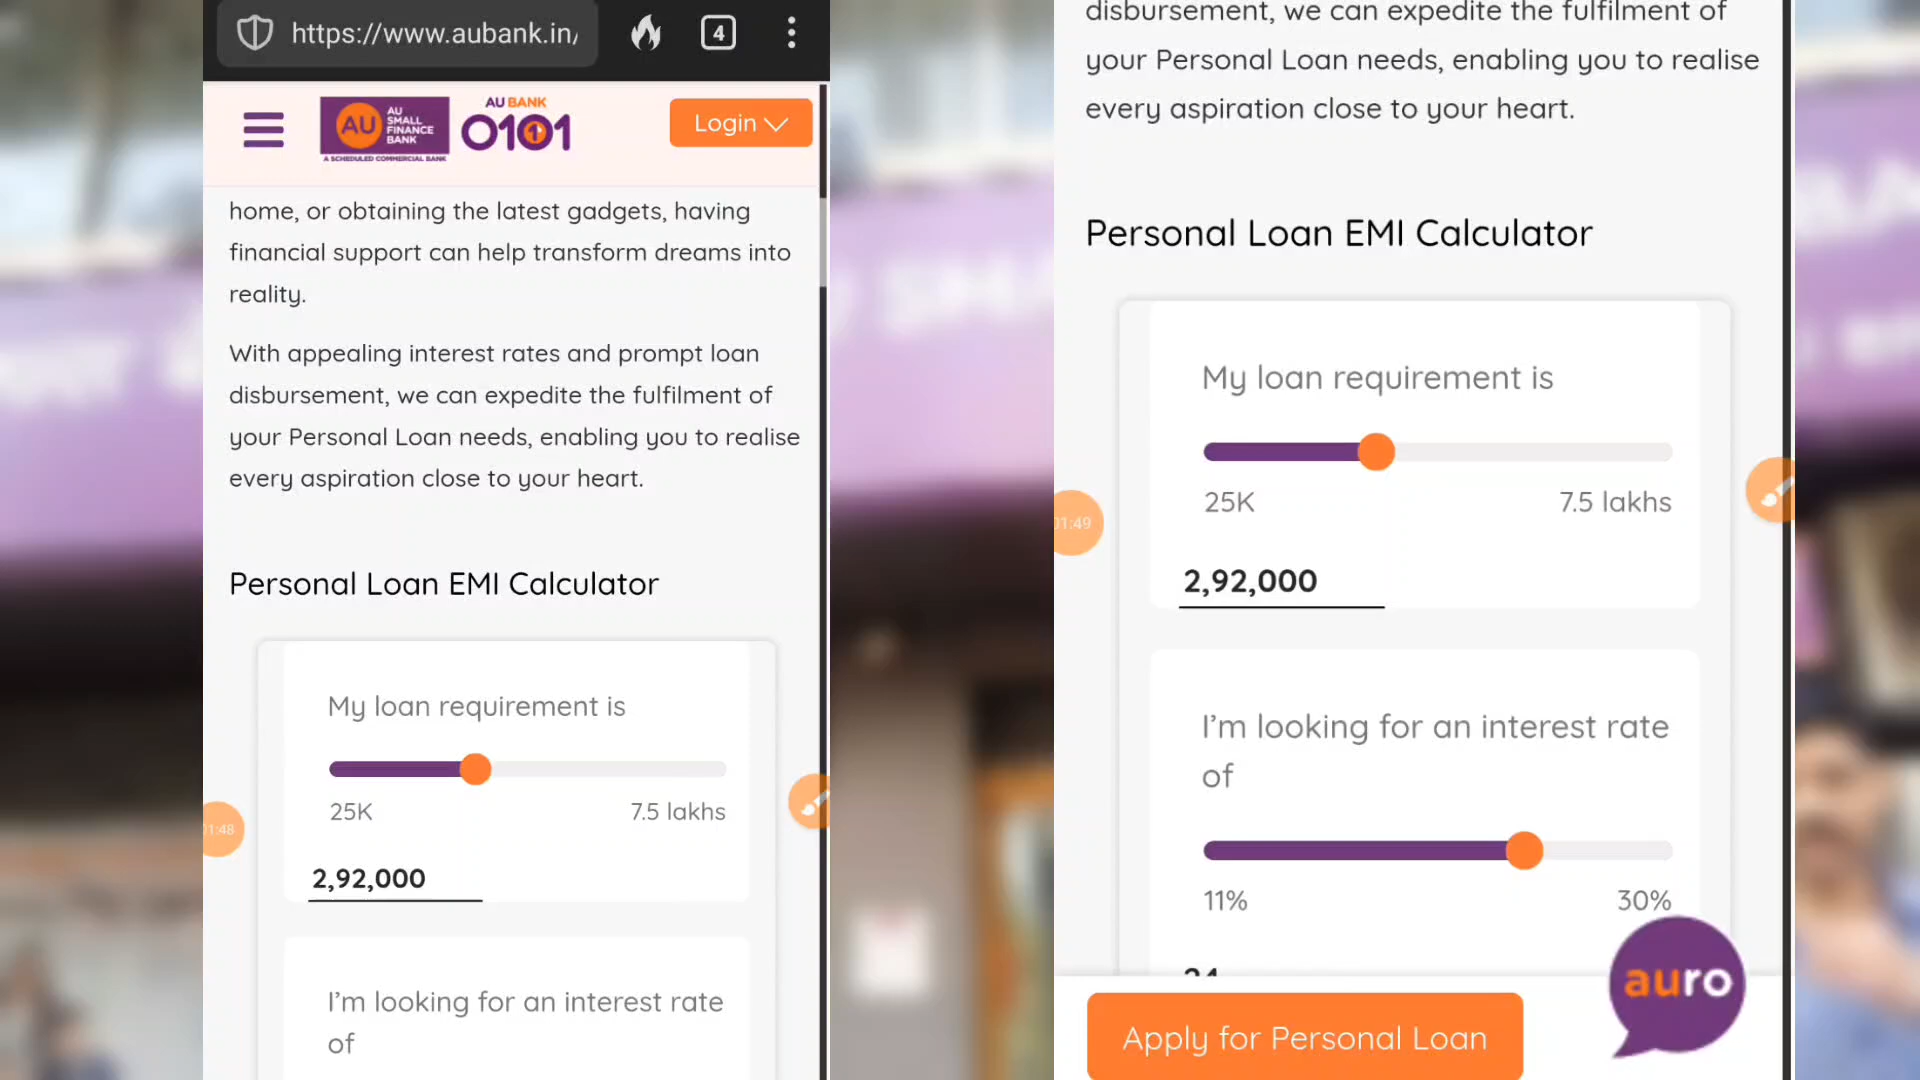 https://www.aubank.in/
4
AU
AU
SMALL
FINANCE
BANK
A SCHEDULED COMMERCIAL BANK
AU BANK
0101
Login
home, or obtaining the latest gadgets, having
financial support can help transform dreams into
reality.
With appealing interest rates and prompt loan
disbursement, we can expedite the fulfilment of
your Personal Loan needs, enabling you to realise
every aspiration close to your heart.
Personal Loan EMI Calculator
My loan requirement is
25K
7.5 lakhs
01:48
2,92,000
I'm looking for an interest rate
of
disbursement, we can expedite the fulfilment of
your Personal Loan needs, enabling you to realise
every aspiration close to your heart.
Personal Loan EMI Calculator
My loan requirement is
25K
7.5 lakhs
01:49
2,92,000
I'm looking for an interest rate
of
11%
30%
24
auro
Apply for Personal Loan